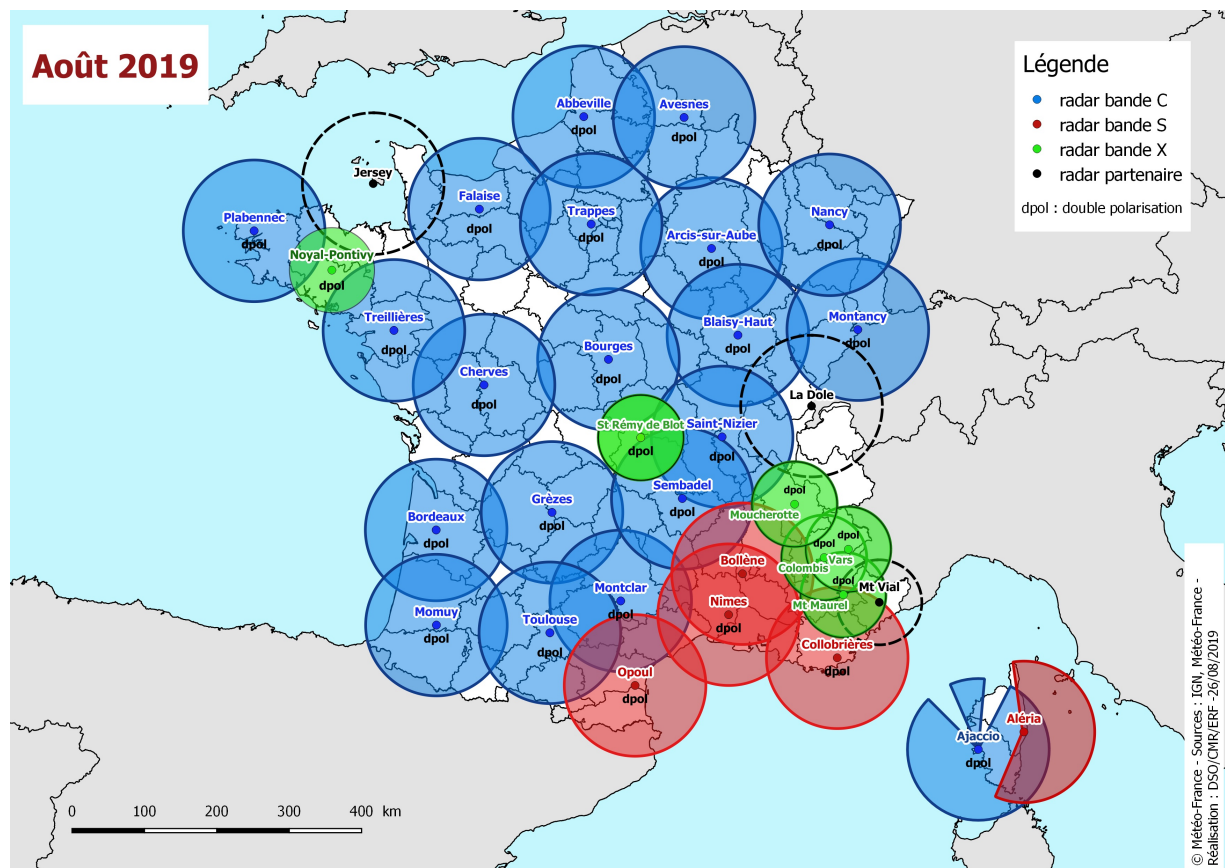 Août 2019
Légende
radar bande C
radar bande S
radar bande X
radar partenaire
dpol : double polarisation
Abbeville
dpol
Avesnes
dpol
Jersey
Falaise
dpol
Trappes
dpol
Plabennec
dpol
Nancy
dpol
Arcis-sur-Aube
dpol
Noyal-Pontivy
dpol
Treillières
dpol
Blaisy-Haut
dpol
Montancy
dpol
Bourges
dpol
Cherves
dpol
La Dole
St Rémy de Blot
dpol
Saint-Nizier
dpol
Sembadel
dpol
Grèzes
dpol
Bordeaux
dpol
dpol
Moucherotte
dpol
Colombis
dpol
Vars
dpol
Mt Maurel
Mt Vial
Bollène
Nimes
dpol
Montclar
dpol
Momuy
dpol
Toulouse
dpol
Collobrières
dpol
Opoul
dpol
Ajaccio
dpol
Aléria
0 100 200 300 400 km
© Météo-France - Sources : IGN, Météo-France -
Réalisation : DSO/CMR/ERF -26/08/2019